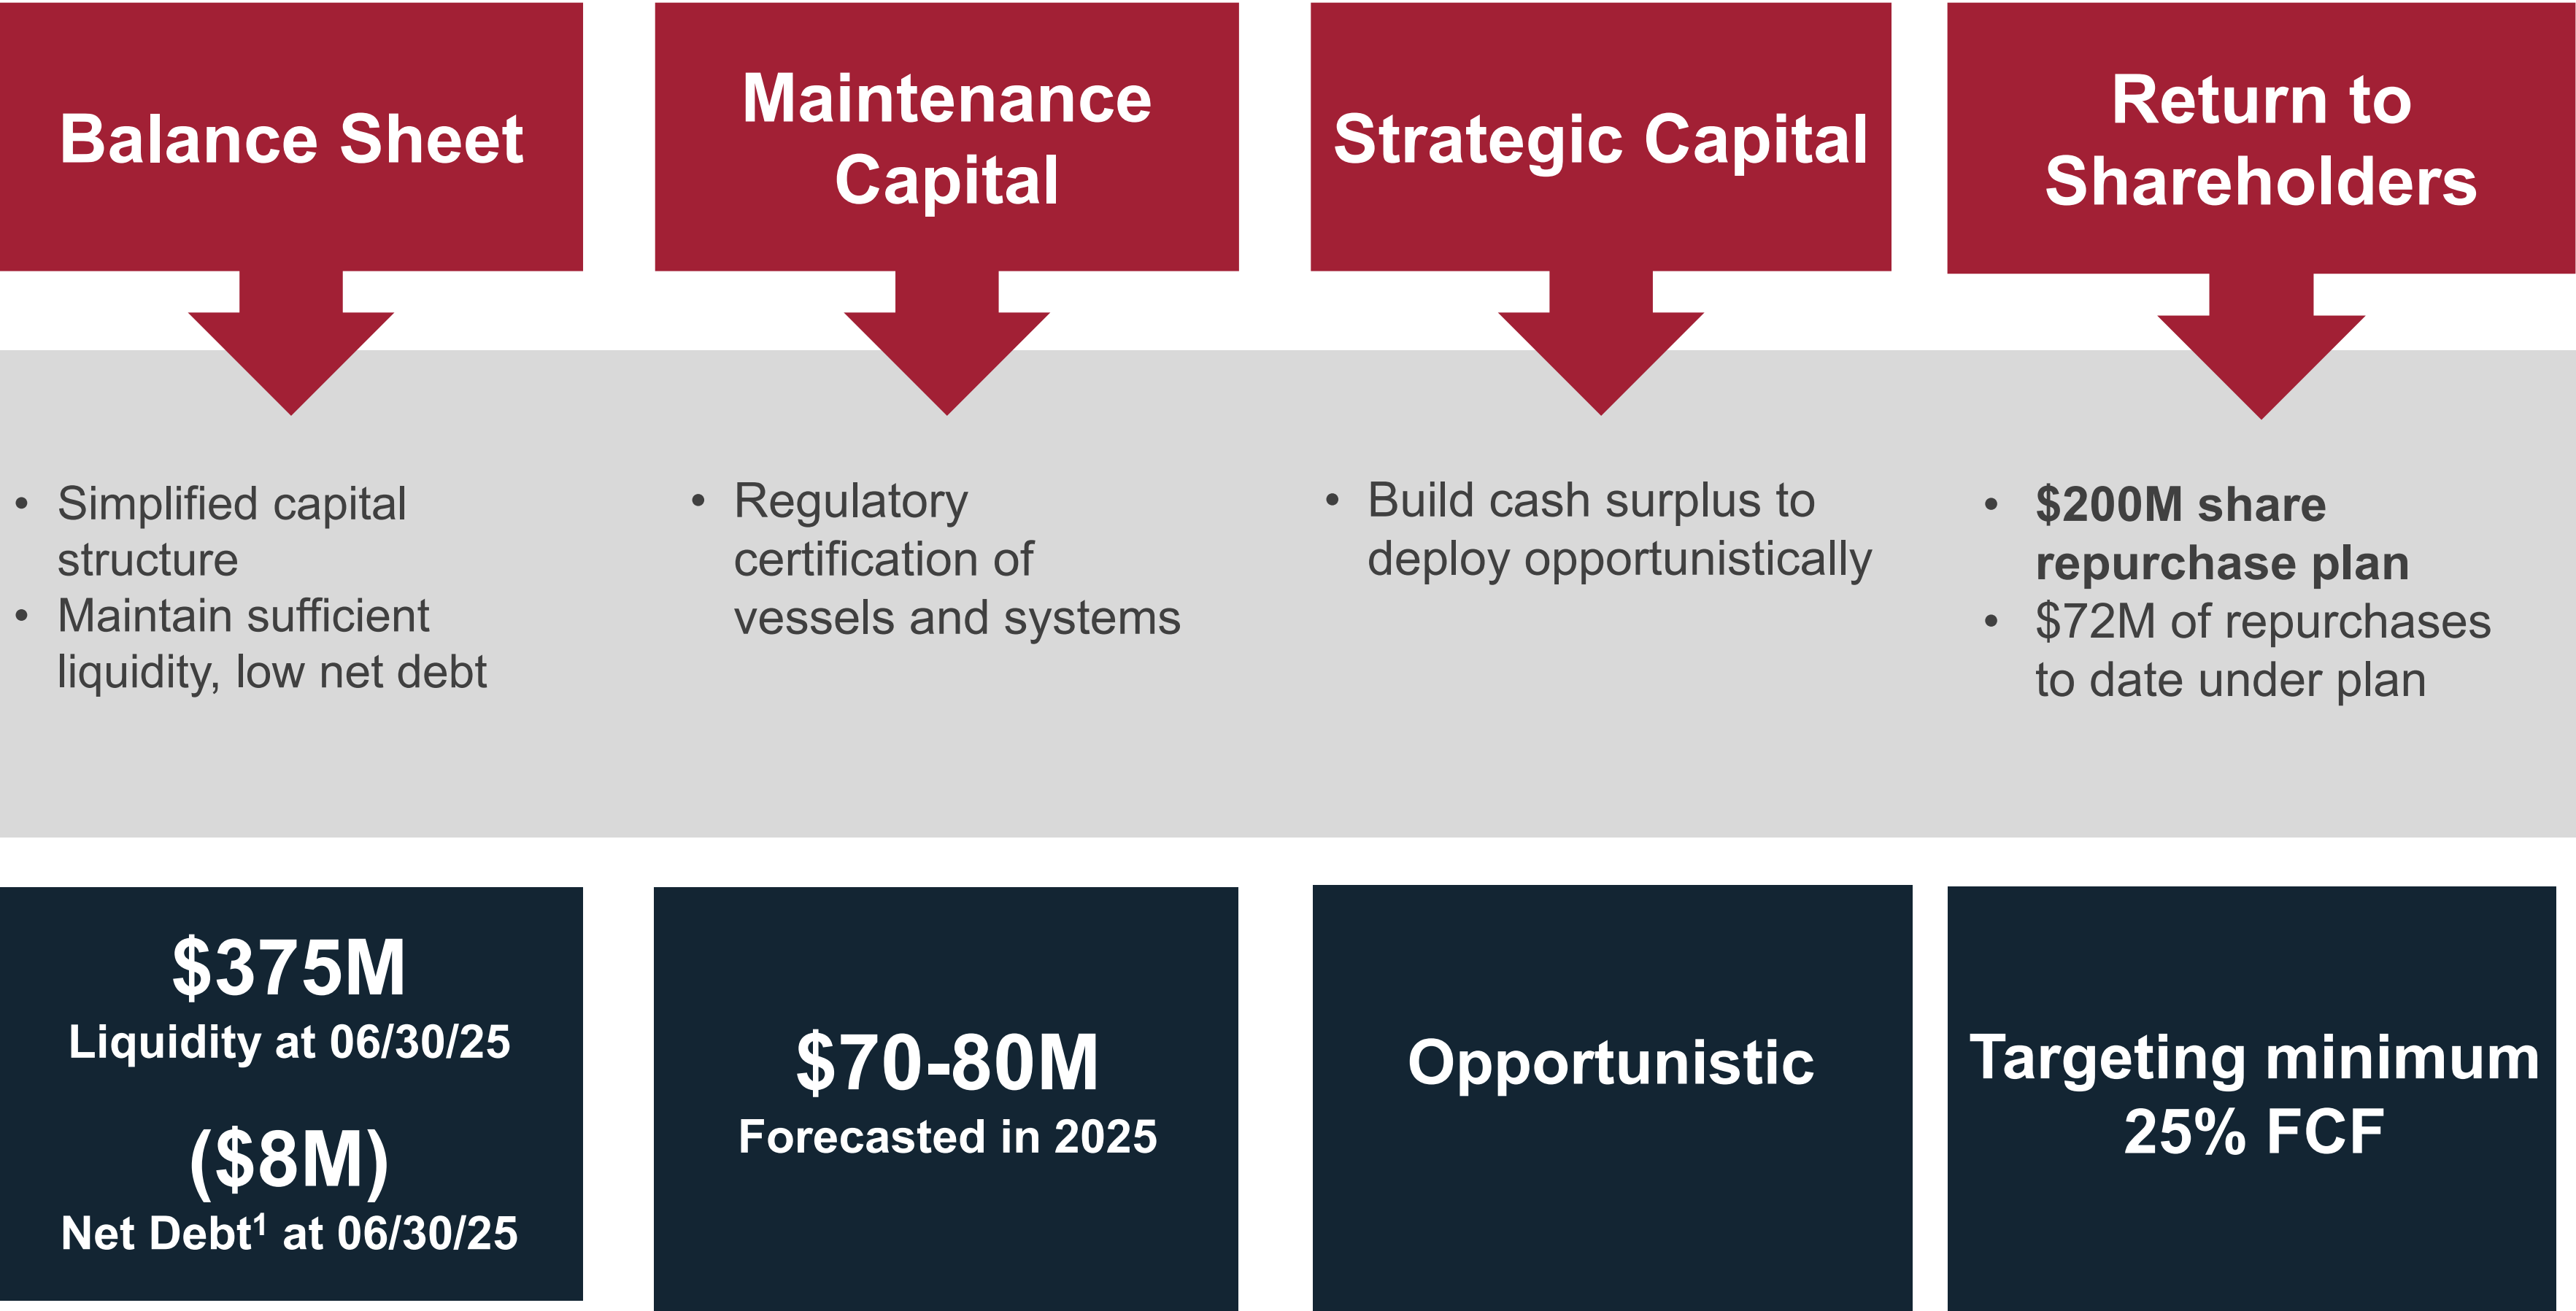 Balance Sheet
Maintenance
Capital
Strategic Capital
Return to
Shareholders
• Simplified capital
structure
• Maintain sufficient
liquidity, low net debt
• Regulatory
certification of
vessels and systems
• Build cash surplus to
deploy opportunistically
• $200M share
repurchase plan
• $72M of repurchases
to date under plan
$375M
Liquidity at 06/30/25
($8M)
Net Debt¹ at 06/30/25
$70-80M
Forecasted in 2025
Opportunistic
Targeting minimum
25% FCF